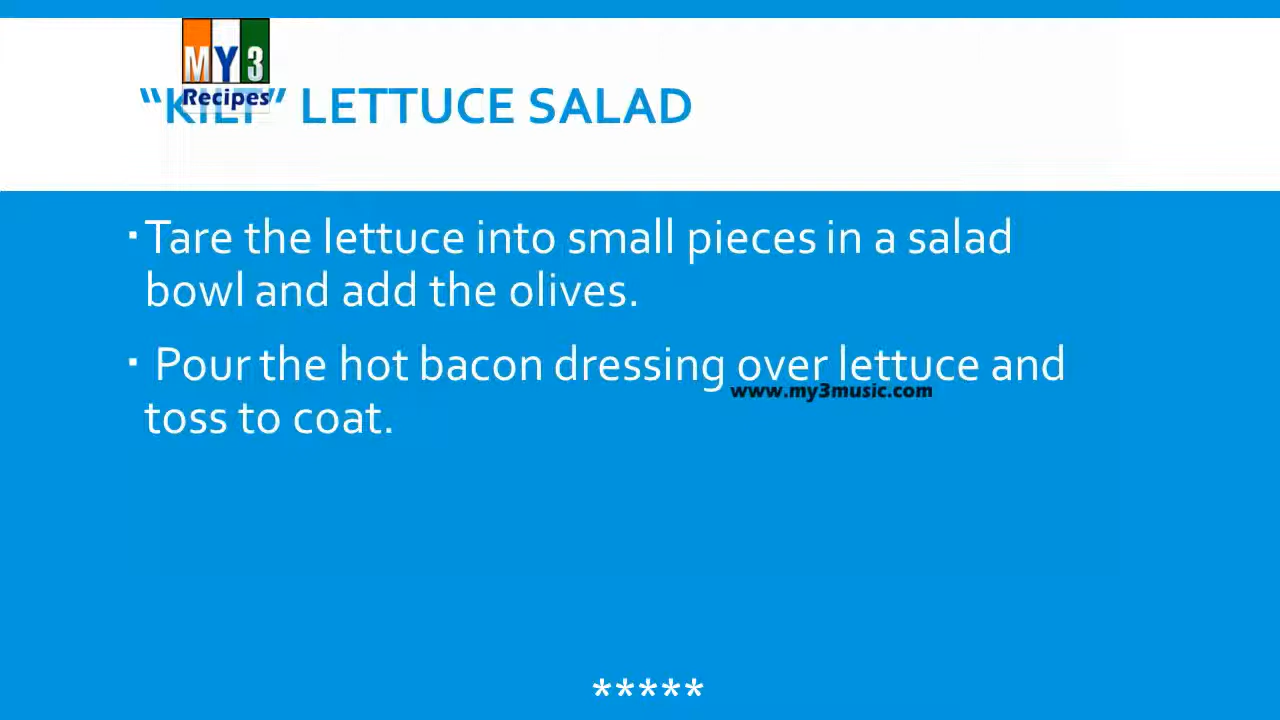 MY3
Recipes
“KILT” LETTUCE SALAD
Tare the lettuce into small pieces in a salad
bowl and add the olives.
Pour the hot bacon dressing over lettuce and
www.my3music.com
toss to coat.
*****